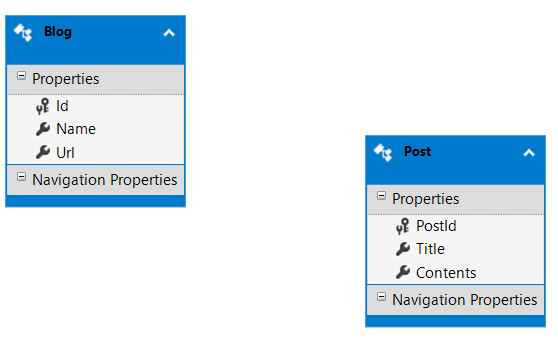 Blog
Properties
Id
Name
Url
Navigation Properties
Post
Properties
PostId
Title
Contents
Navigation Properties